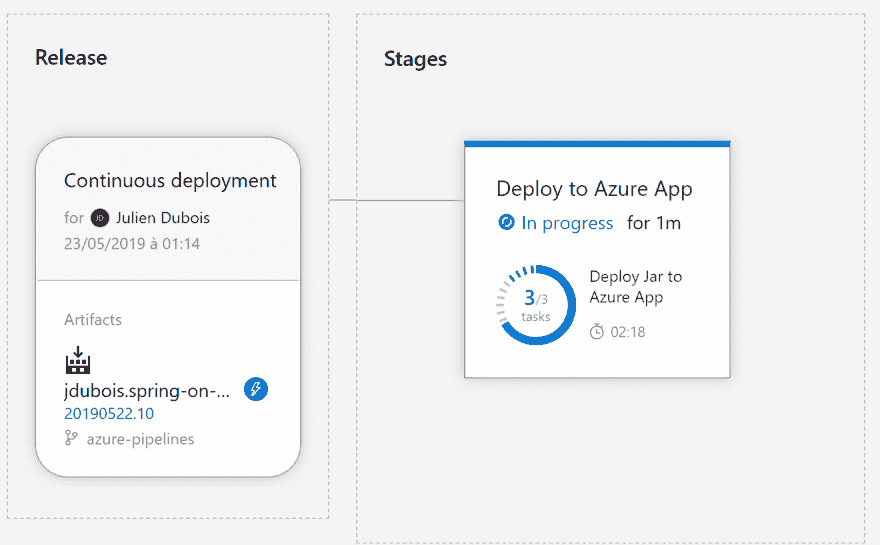 Release
Continuous deployment
for JD Julien Dubois
23/05/2019 à 01:14
Artifacts
jdubois.spring-on-...
20190522.10
azure-pipelines
Stages
Deploy to Azure App
In progress for 1m
3/3
tasks
Deploy Jar to
Azure App
02:18